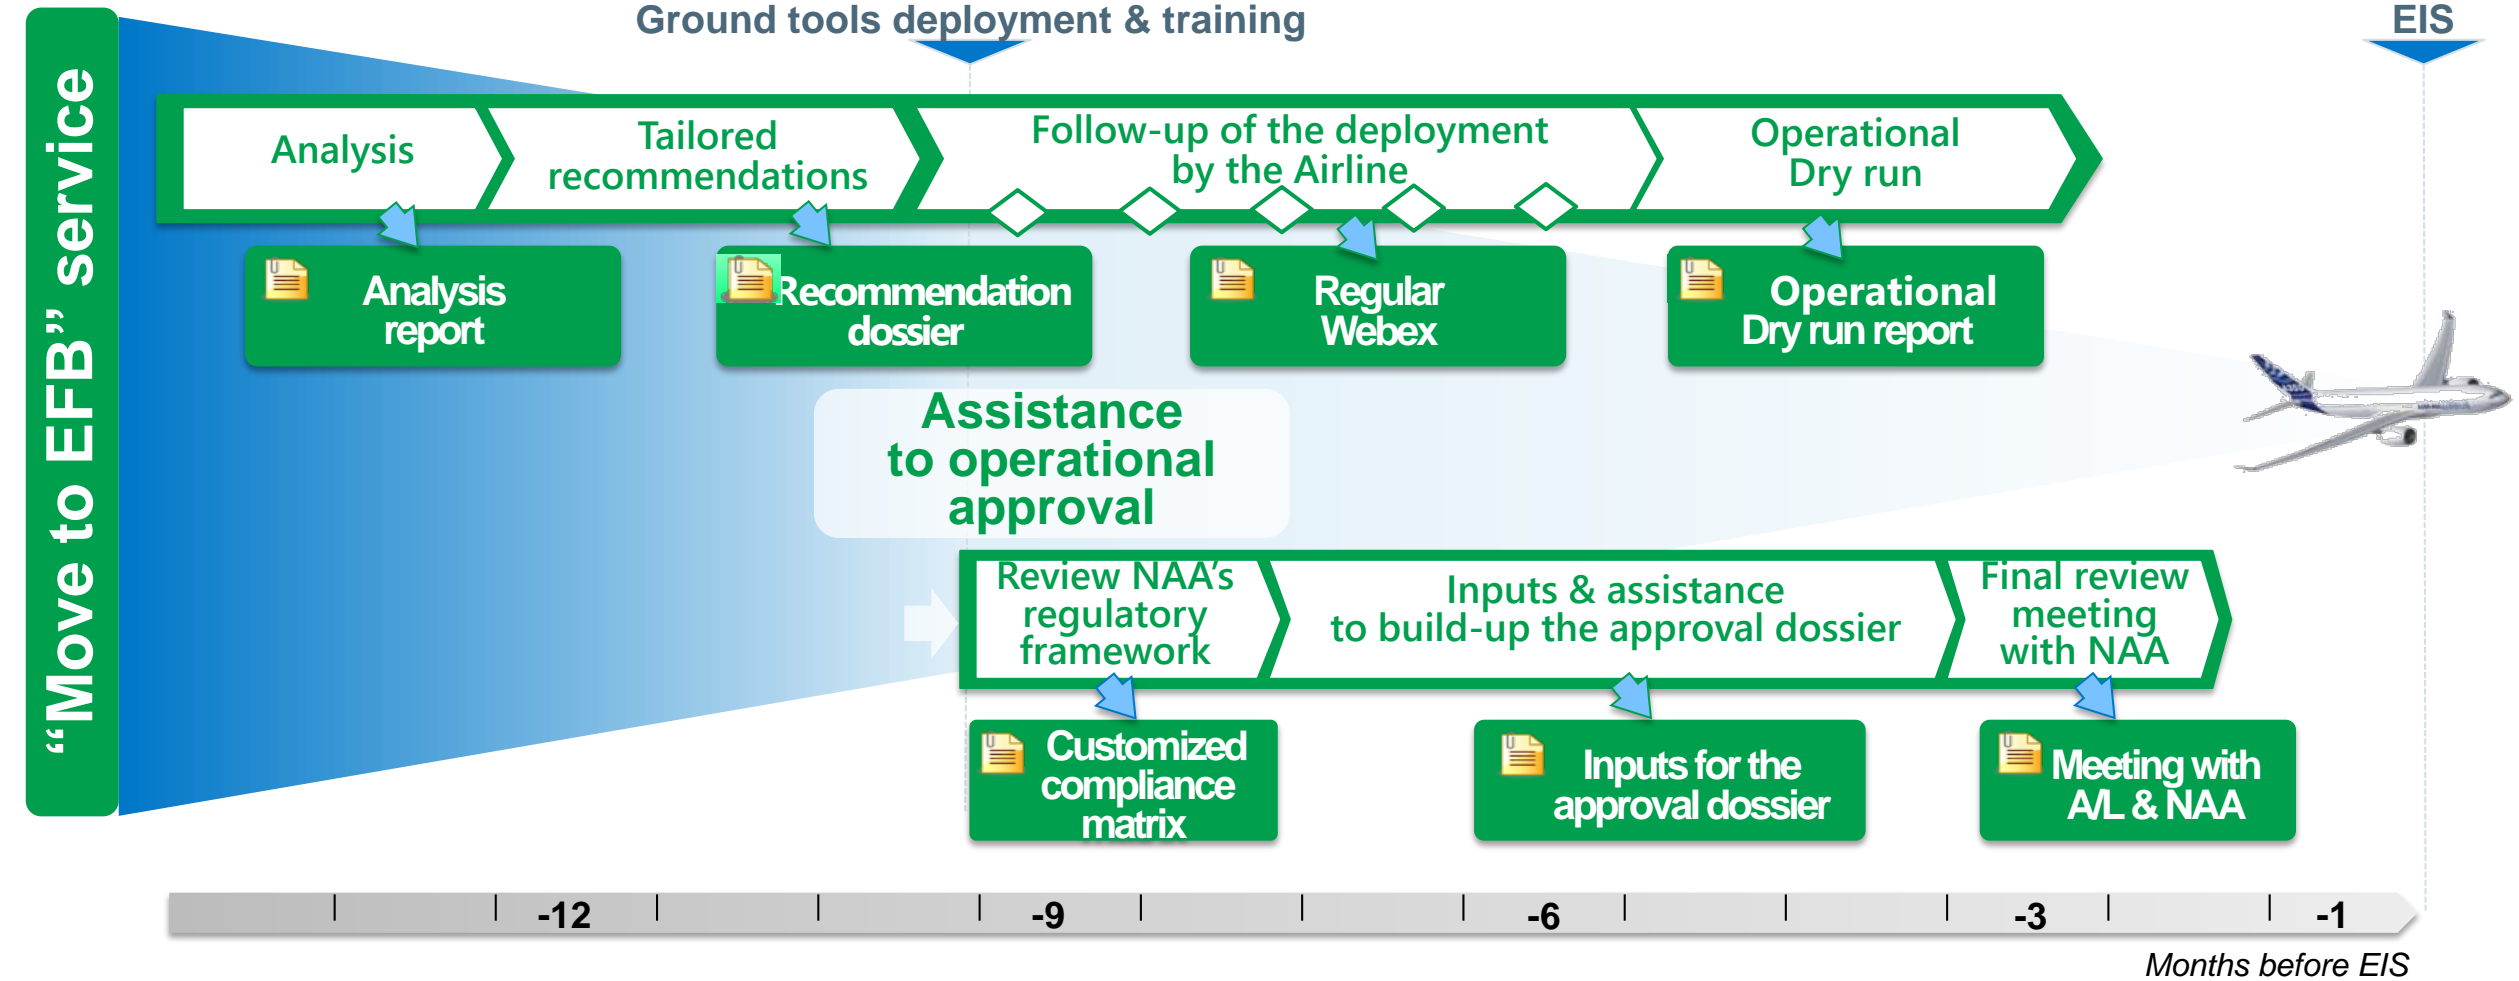 Ground tools deployment & training
EIS
“Move to EFB” service
Analysis
Tailored
recommendations
Follow-up of the deployment
by the Airline
Operational
Dry run
Analysis
report
Recommendation
dossier
Regular
Webex
Operational
Dry run report
Assistance
to operational
approval
Review NAA’s
regulatory
framework
Inputs & assistance
to build-up the approval dossier
Final review
meeting
with NAA
Customized
compliance
matrix
Inputs for the
approval dossier
Meeting with
A/L & NAA
-12
-9
-6
-3
-1
Months before EIS